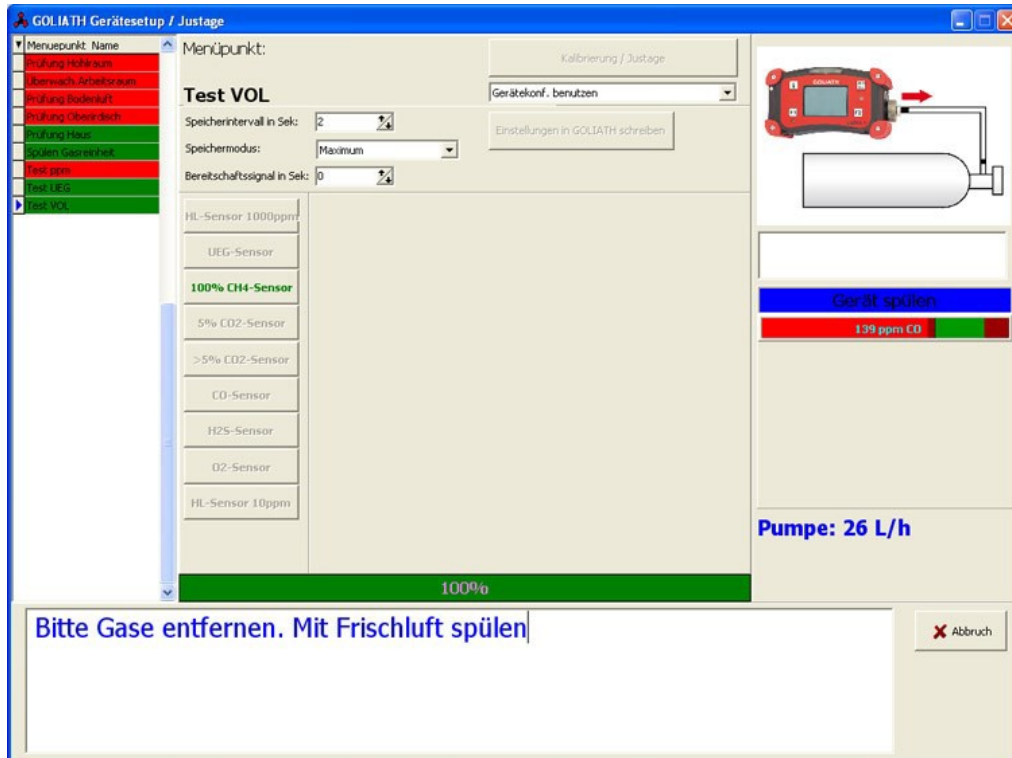 GOLIATH Gerätesetup / Justage
Menuepunkt Name
Prüfung Hohlraum
Überwach.Arbeitsraum
Prüfung Bodenluft
Prüfung Oberirdisch
Prüfung Haus
Spülen Gasreinheit
Test ppm
Test UEG
Test VOL
Menüpunkt:
Kalibrierung / Justage
Test VOL
Gerätekonf. benutzen
Speicherintervall in Sek:
2
Einstellungen in GOLIATH schreiben
Speichermodus:
Maximum
Bereitschaftssignal in Sek:
0
HL-Sensor 1000ppm
UEG-Sensor
100% CH4-Sensor
5% CO2-Sensor
>5% CO2-Sensor
CO-Sensor
H2S-Sensor
O2-Sensor
HL-Sensor 10ppm
100%
GOLIATH
Gerät spülen
139 ppm CO
Pumpe: 26 L/h
Bitte Gase entfernen. Mit Frischluft spülen
Abbruch